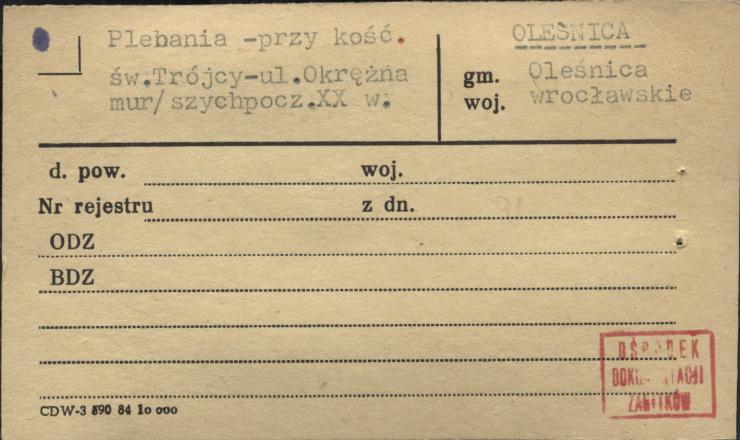 Plebania -przy kość.
św.Trójcy-ul.Okrężna
mur/szychpocz.XX w.
OLEŚNICA
gm. Oleśnica
woj. wrocławskie
d. pow. woj.
Nr rejestru z dn.
ODZ
BDZ
OŚRODEK
DOKUMENTACJI
ZABYTKÓW
CDW-3 890 84 10 000